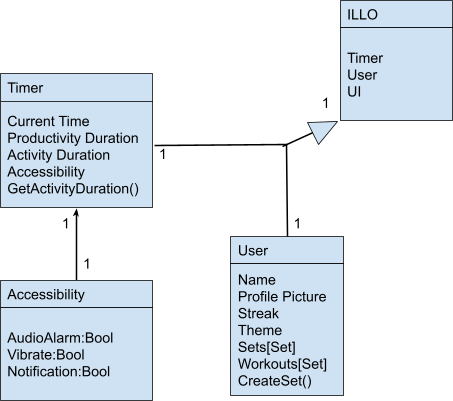 ILLO
Timer
User
UI
1
Timer
Current Time
Productivity Duration
Activity Duration
Accessibility
GetActivityDuration()
1
1
1
1
User
Name
Profile Picture
Streak
Theme
Sets[Set]
Workouts[Set]
CreateSet()
Accessibility
AudioAlarm:Bool
Vibrate:Bool
Notification:Bool